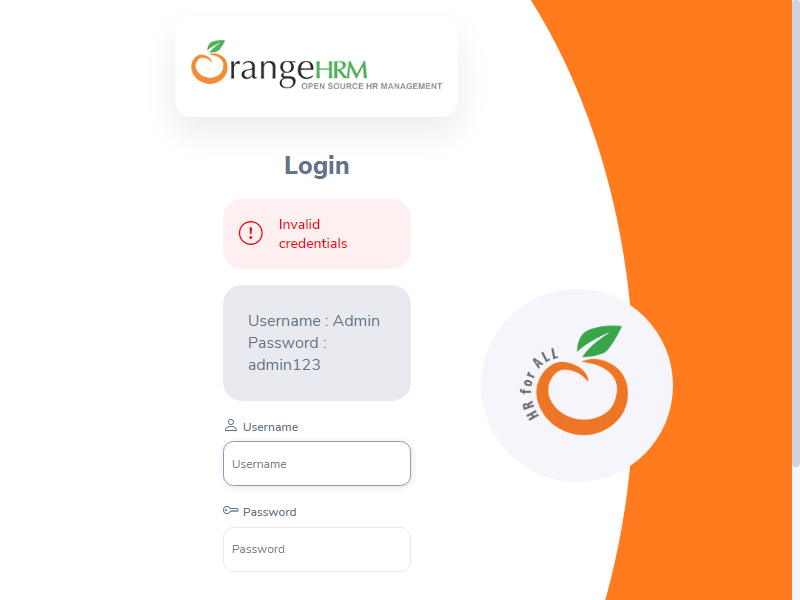 OrangeHRM
OPEN SOURCE HR MANAGEMENT
Login
Invalid
credentials
Username : Admin
Password :
admin123
Username
Username
Password
Password
HR for ALL